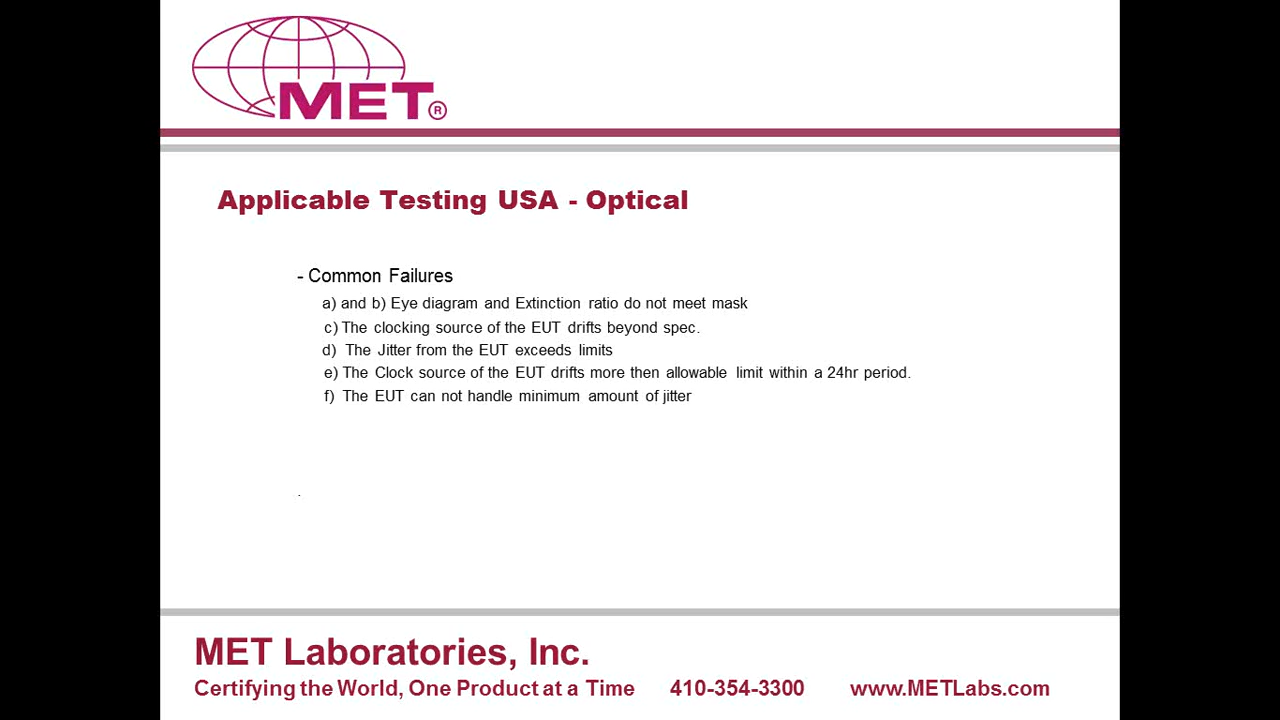 MET®
Applicable Testing USA - Optical
- Common Failures
a) and b) Eye diagram and Extinction ratio do not meet mask
c) The clocking source of the EUT drifts beyond spec.
d) The Jitter from the EUT exceeds limits
e) The Clock source of the EUT drifts more then allowable limit within a 24hr period.
f) The EUT can not handle minimum amount of jitter
.
MET Laboratories, Inc.
Certifying the World, One Product at a Time 410-354-3300 www.METLabs.com